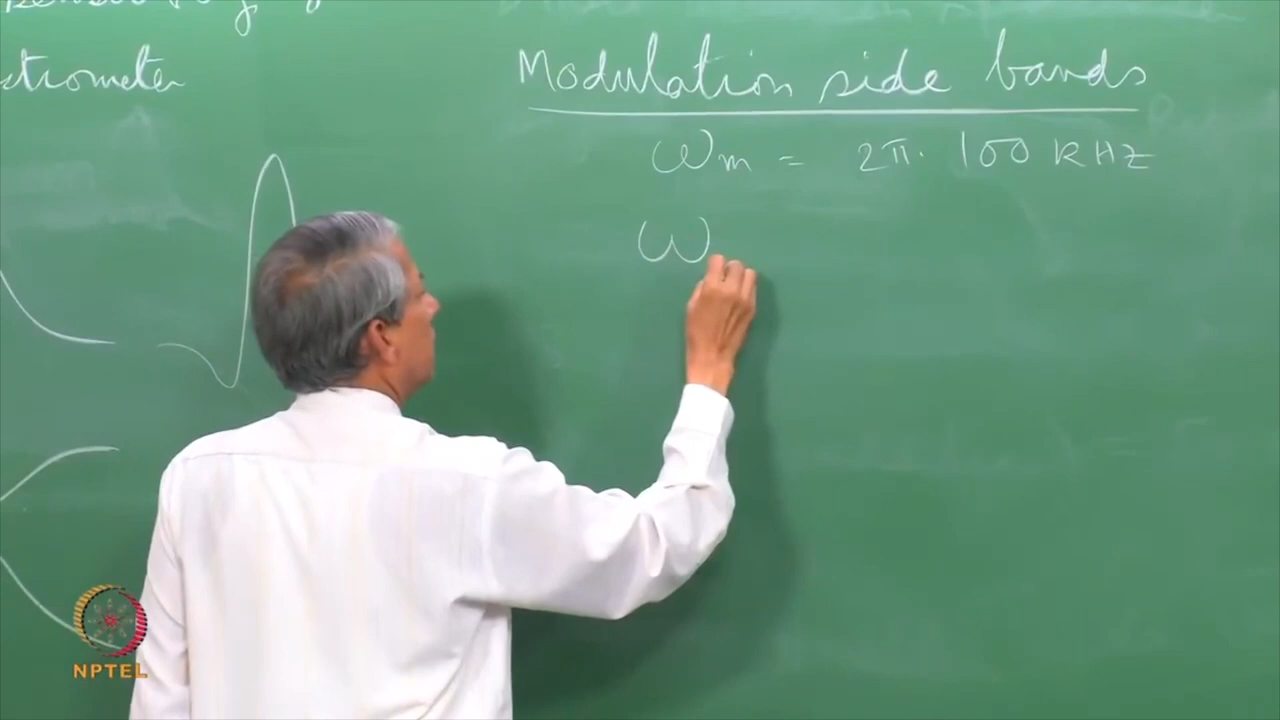 ctrometer
Modulation side bands
ωm = 2π. 100 KHZ
ω
NPTEL